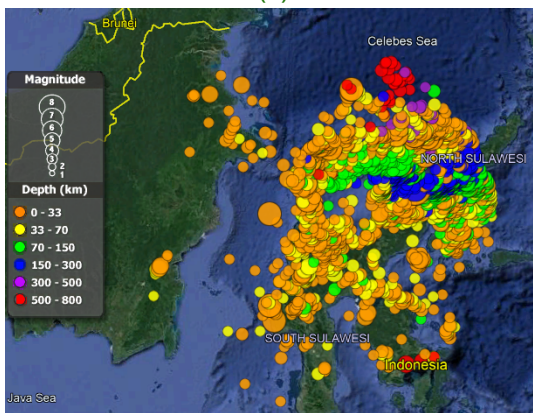 Brunei
Celebes Sea
Magnitude
8
7
6
5
4
3
2
1
NORTH SULAWESI
Depth (km)
0 - 33
33 - 70
70 - 150
150 - 300
300 - 500
500 - 800
SOUTH SULAWESI
Indonesia
Java Sea